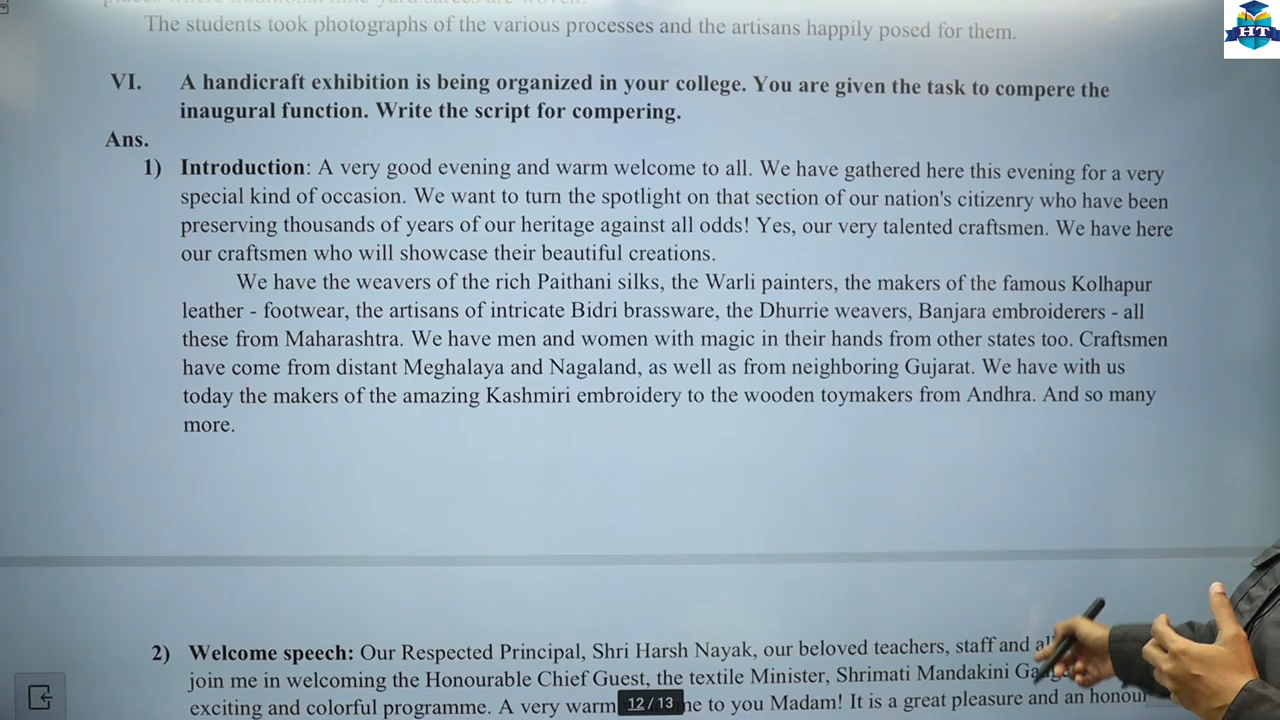 The students took photographs of the various processes and the artisans happily posed for them.
HT
VI. A handicraft exhibition is being organized in your college. You are given the task to compere the
inaugural function. Write the script for compering.
Ans.
1) Introduction: A very good evening and warm welcome to all. We have gathered here this evening for a very
special kind of occasion. We want to turn the spotlight on that section of our nation's citizenry who have been
preserving thousands of years of our heritage against all odds! Yes, our very talented craftsmen. We have here
our craftsmen who will showcase their beautiful creations.
We have the weavers of the rich Paithani silks, the Warli painters, the makers of the famous Kolhapur
leather - footwear, the artisans of intricate Bidri brassware, the Dhurrie weavers, Banjara embroiderers - all
these from Maharashtra. We have men and women with magic in their hands from other states too. Craftsmen
have come from distant Meghalaya and Nagaland, as well as from neighboring Gujarat. We have with us
today the makers of the amazing Kashmiri embroidery to the wooden toymakers from Andhra. And so many
more.
2) Welcome speech: Our Respected Principal, Shri Harsh Nayak, our beloved teachers, staff and
join me in welcoming the Honourable Chief Guest, the textile Minister, Shrimati Mandakini
exciting and colorful programme. A very warm to you Madam! It is a great pleasure and an honour
12 / 13